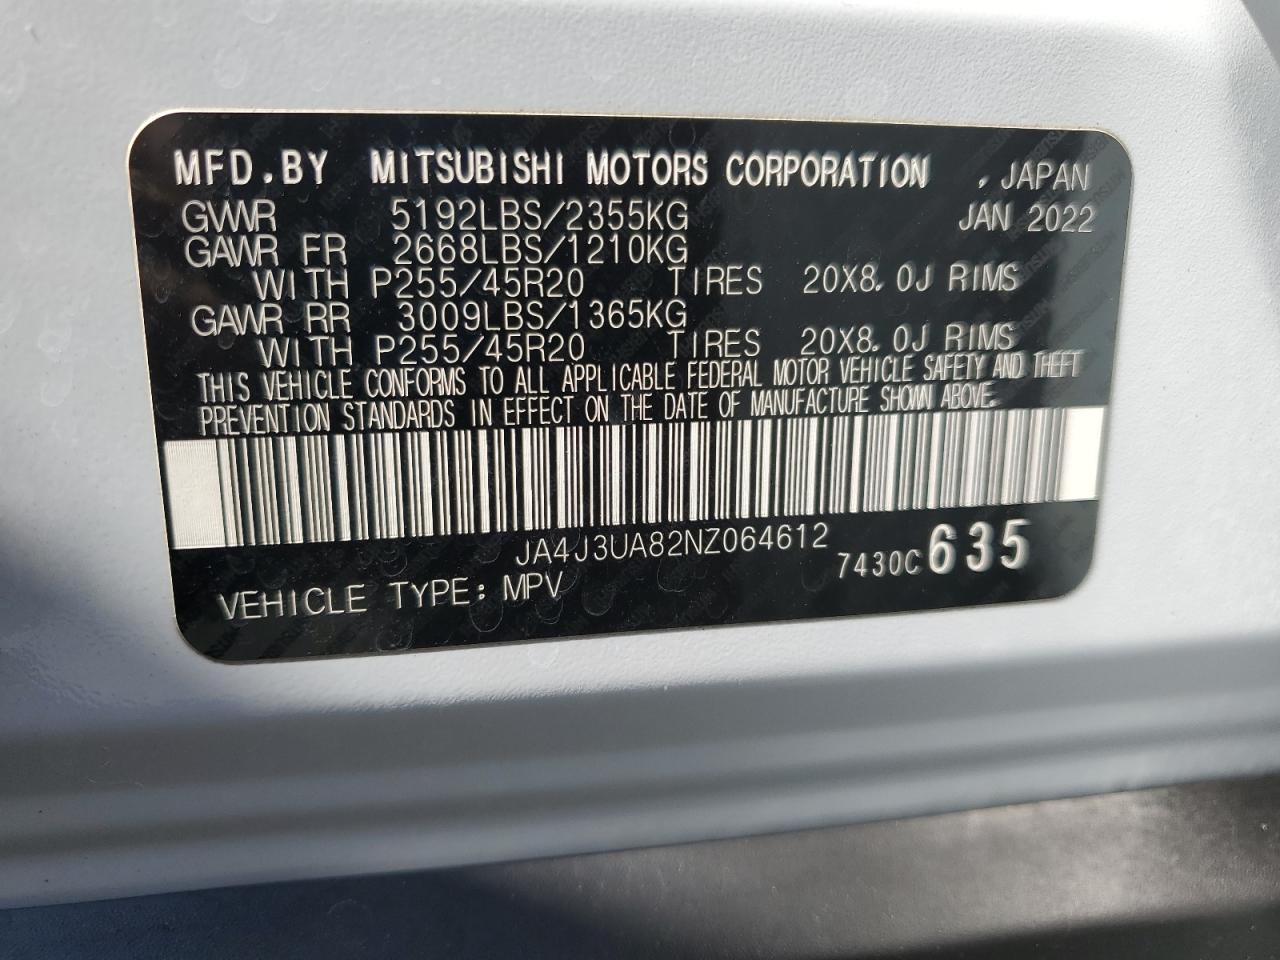 MFD.BY MITSUBISHI MOTORS CORPORATION , JAPAN
GVWR 5192LBS/2355KG JAN 2022
GAWR FR 2668LBS/1210KG
WITH P255/45R20 TIRES 20X8.0J RIMS
GAWR RR 3009LBS/1365KG
WITH P255/45R20 TIRES 20X8.0J RIMS
THIS VEHICLE CONFORMS TO ALL APPLICABLE FEDERAL MOTOR VEHICLE SAFETY AND THEFT
PREVENTION STANDARDS IN EFFECT ON THE DATE OF MANUFACTURE SHOWN ABOVE.
JA4J3UA82NZ064612
7430C 635
VEHICLE TYPE: MPV